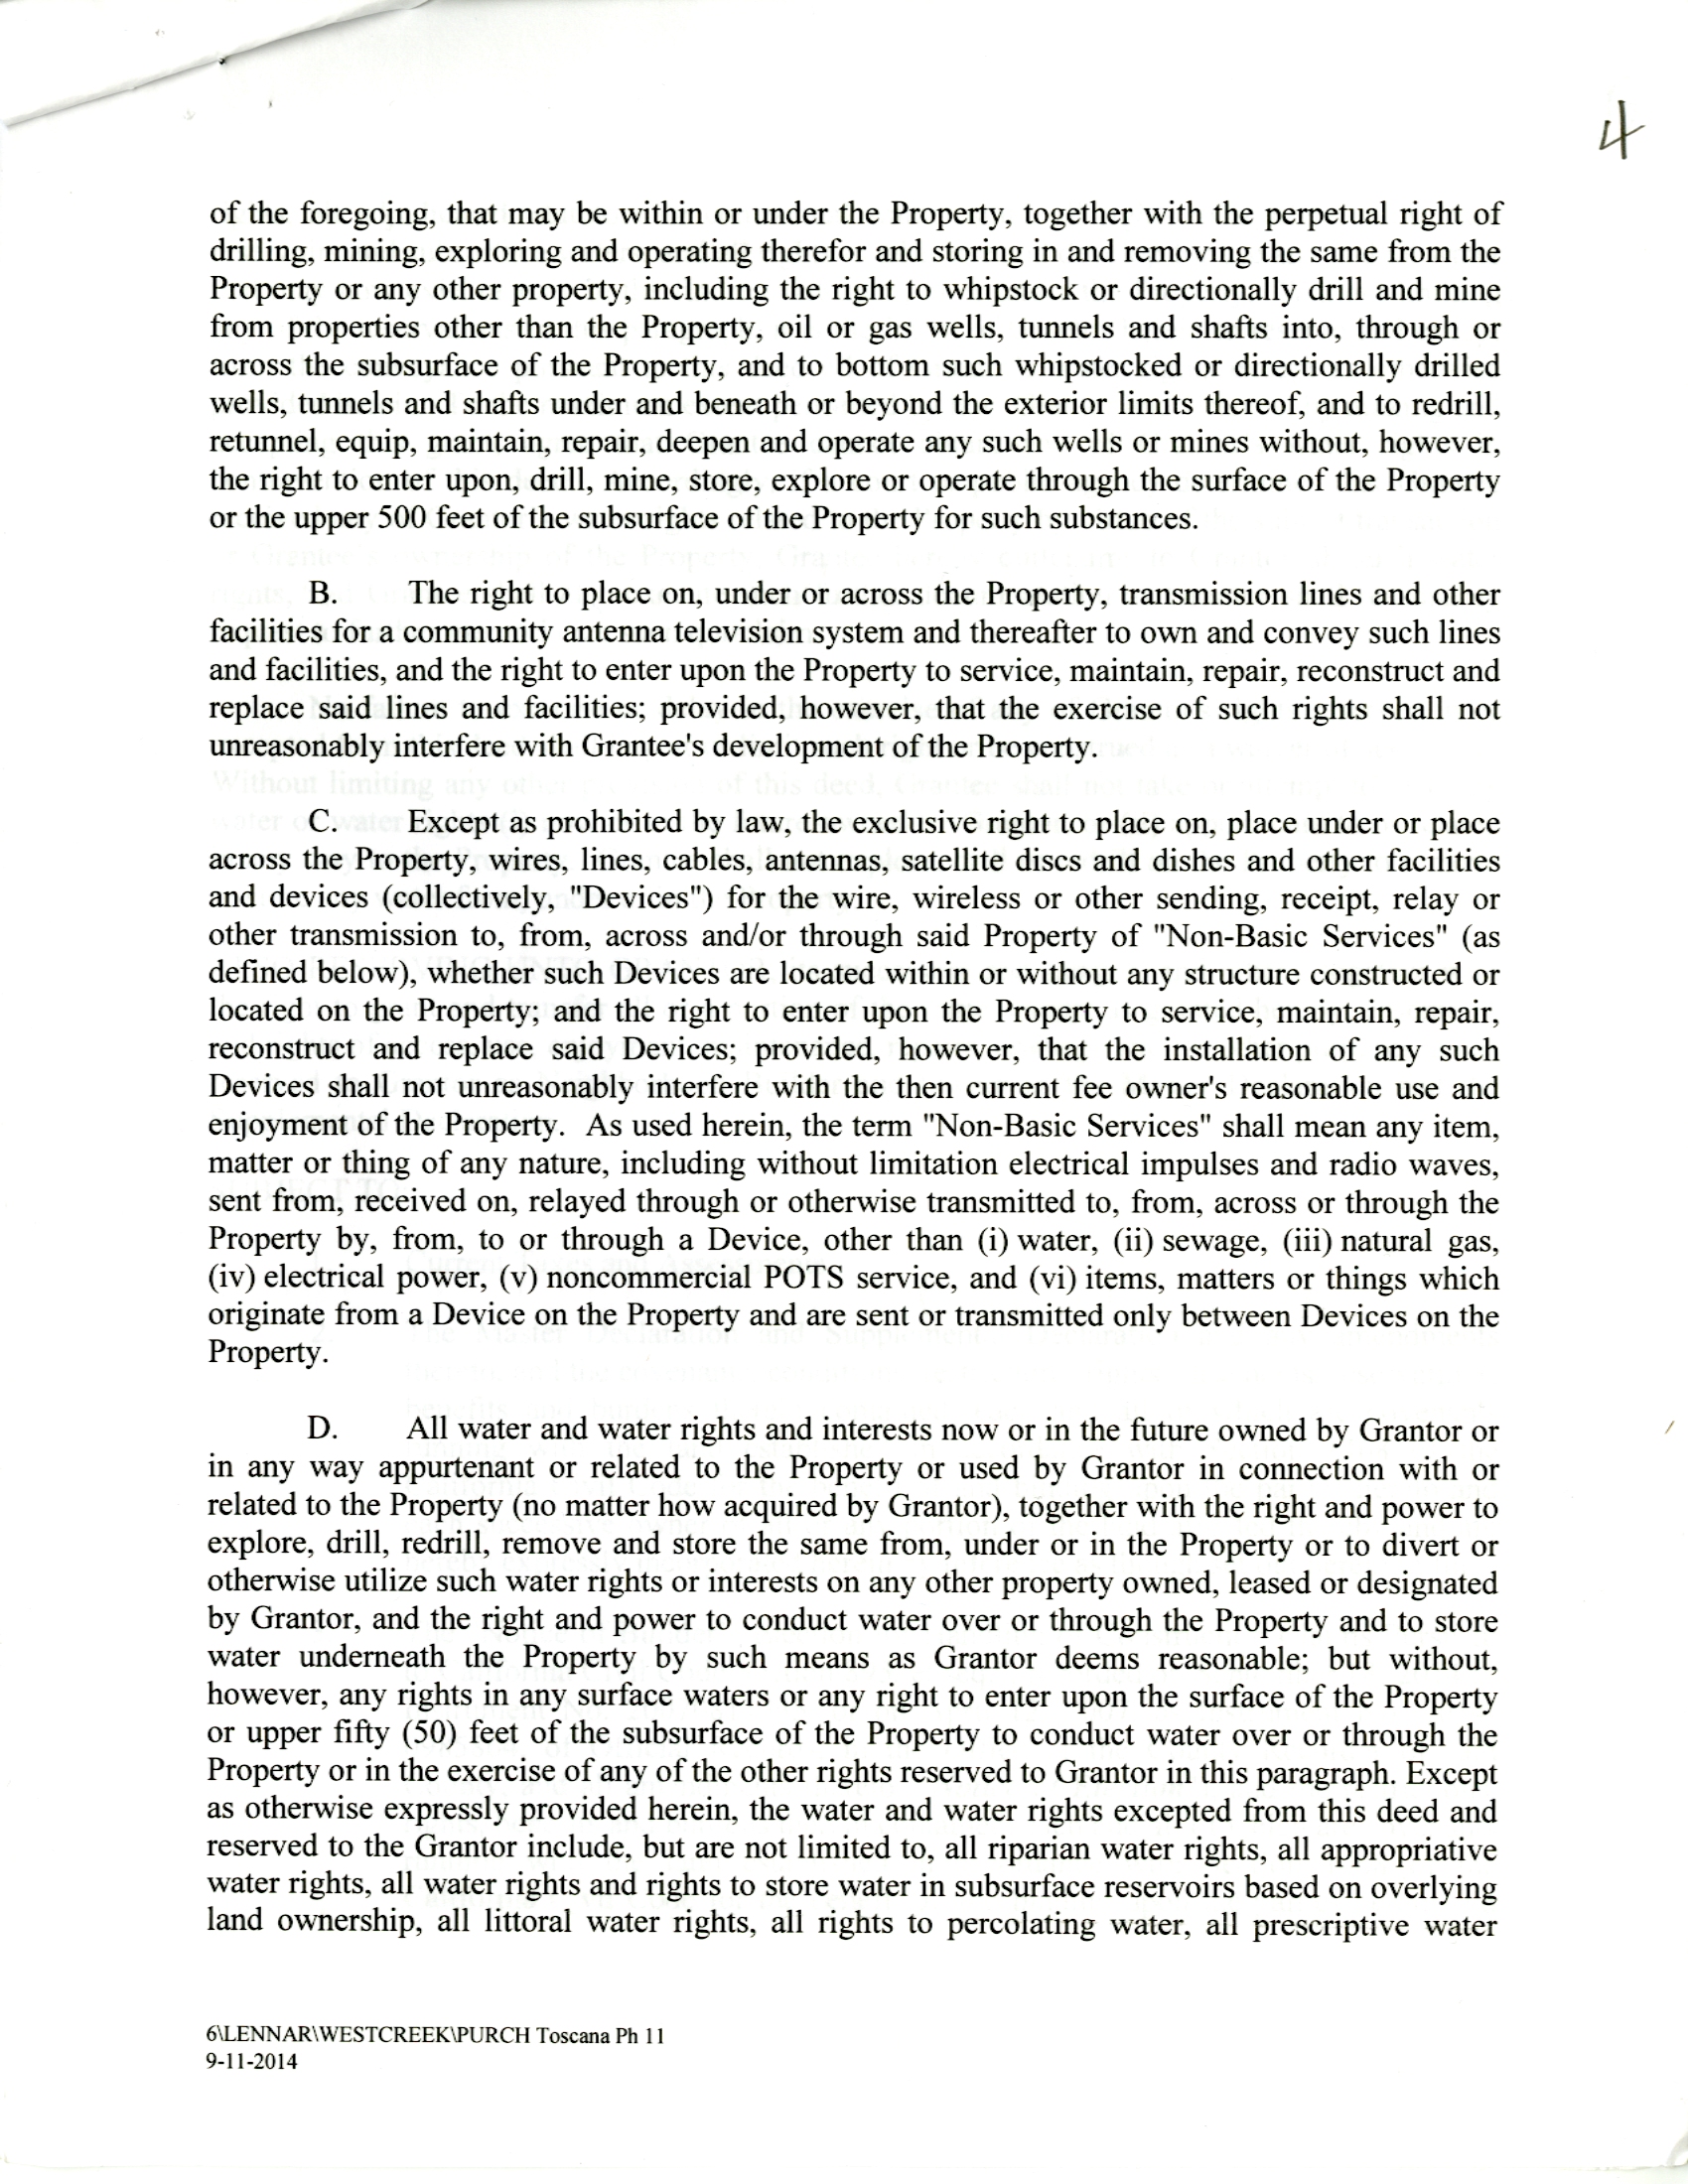 4
of the foregoing, that may be within or under the Property, together with the perpetual right of
drilling, mining, exploring and operating therefor and storing in and removing the same from the
Property or any other property, including the right to whipstock or directionally drill and mine
from properties other than the Property, oil or gas wells, tunnels and shafts into, through or
across the subsurface of the Property, and to bottom such whipstocked or directionally drilled
wells, tunnels and shafts under and beneath or beyond the exterior limits thereof, and to redrill,
retunnel, equip, maintain, repair, deepen and operate any such wells or mines without, however,
the right to enter upon, drill, mine, store, explore or operate through the surface of the Property
or the upper 500 feet of the subsurface of the Property for such substances.
B. The right to place on, under or across the Property, transmission lines and other
facilities for a community antenna television system and thereafter to own and convey such lines
and facilities, and the right to enter upon the Property to service, maintain, repair, reconstruct and
replace said lines and facilities; provided, however, that the exercise of such rights shall not
unreasonably interfere with Grantee's development of the Property.
C. Except as prohibited by law, the exclusive right to place on, place under or place
across the Property, wires, lines, cables, antennas, satellite discs and dishes and other facilities
and devices (collectively, "Devices") for the wire, wireless or other sending, receipt, relay or
other transmission to, from, across and/or through said Property of "Non-Basic Services" (as
defined below), whether such Devices are located within or without any structure constructed or
located on the Property; and the right to enter upon the Property to service, maintain, repair,
reconstruct and replace said Devices; provided, however, that the installation of any such
Devices shall not unreasonably interfere with the then current fee owner's reasonable use and
enjoyment of the Property. As used herein, the term "Non-Basic Services" shall mean any item,
matter or thing of any nature, including without limitation electrical impulses and radio waves,
sent from, received on, relayed through or otherwise transmitted to, from, across or through the
Property by, from, to or through a Device, other than (i) water, (ii) sewage, (iii) natural gas,
(iv) electrical power, (v) noncommercial POTS service, and (vi) items, matters or things which
originate from a Device on the Property and are sent or transmitted only between Devices on the
Property.
D. All water and water rights and interests now or in the future owned by Grantor or
in any way appurtenant or related to the Property or used by Grantor in connection with or
related to the Property (no matter how acquired by Grantor), together with the right and power to
explore, drill, redrill, remove and store the same from, under or in the Property or to divert or
otherwise utilize such water rights or interests on any other property owned, leased or designated
by Grantor, and the right and power to conduct water over or through the Property and to store
water underneath the Property by such means as Grantor deems reasonable; but without,
however, any rights in any surface waters or any right to enter upon the surface of the Property
or upper fifty (50) feet of the subsurface of the Property to conduct water over or through the
Property or in the exercise of any of the other rights reserved to Grantor in this paragraph. Except
as otherwise expressly provided herein, the water and water rights excepted from this deed and
reserved to the Grantor include, but are not limited to, all riparian water rights, all appropriative
water rights, all water rights and rights to store water in subsurface reservoirs based on overlying
land ownership, all littoral water rights, all rights to percolating water, all prescriptive water
6\LENNAR\WESTCREEK\PURCH Toscana Ph 11
9-11-2014